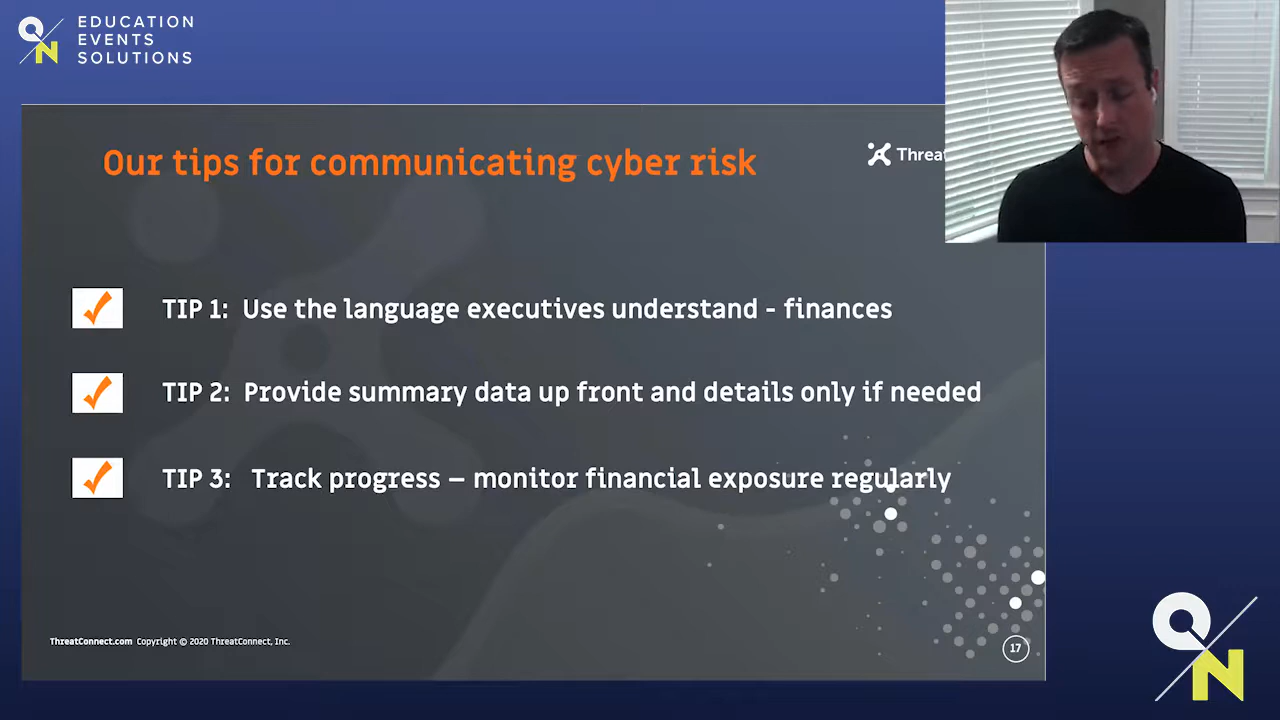 QN
EDUCATION
EVENTS
SOLUTIONS
Our tips for communicating cyber risk
Threat
TIP 1: Use the language executives understand - finances
TIP 2: Provide summary data up front and details only if needed
TIP 3: Track progress – monitor financial exposure regularly
ThreatConnect.com Copyright © 2020 ThreatConnect, Inc.
17
QN